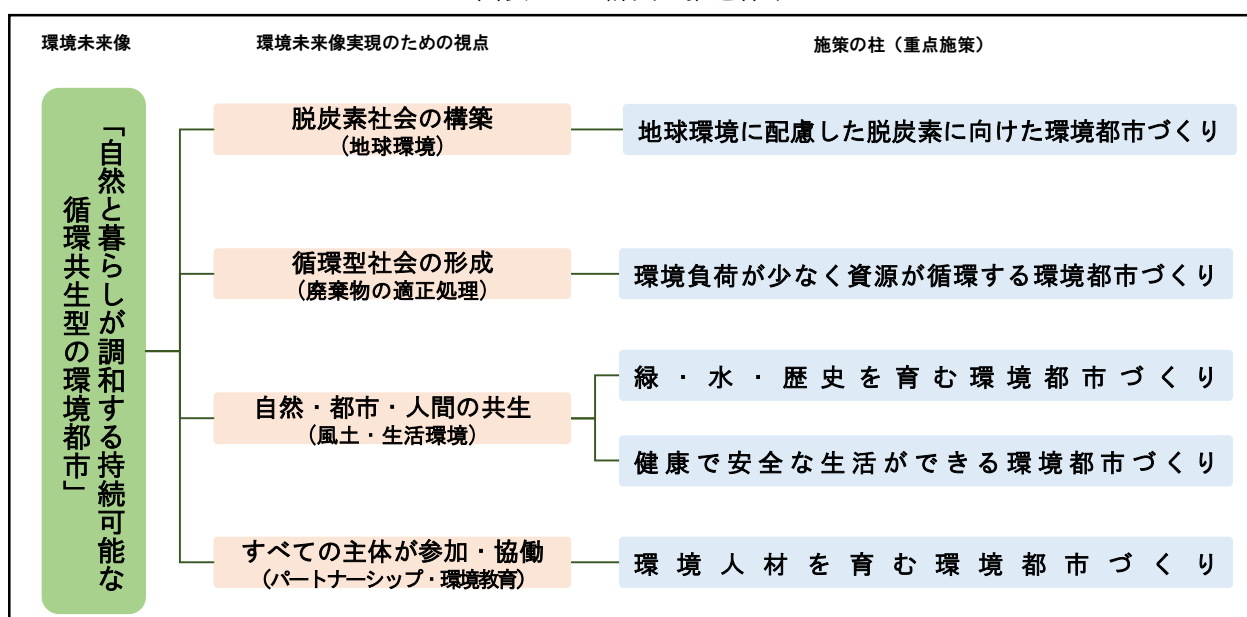 環境未来像
環境未来像実現のための視点
施策の柱（重点施策）
「自然と暮らしが調和する持続可能な
循環共生型の環境都市」
脱炭素社会の構築
(地球環境)
地球環境に配慮した脱炭素に向けた環境都市づくり
循環型社会の形成
(廃棄物の適正処理)
環境負荷が少なく資源が循環する環境都市づくり
自然・都市・人間の共生
(風土・生活環境)
緑・水・歴史を育む環境都市づくり
健康で安全な生活ができる環境都市づくり
すべての主体が参加・協働
(パートナーシップ・環境教育)
環境人材を育む環境都市づくり